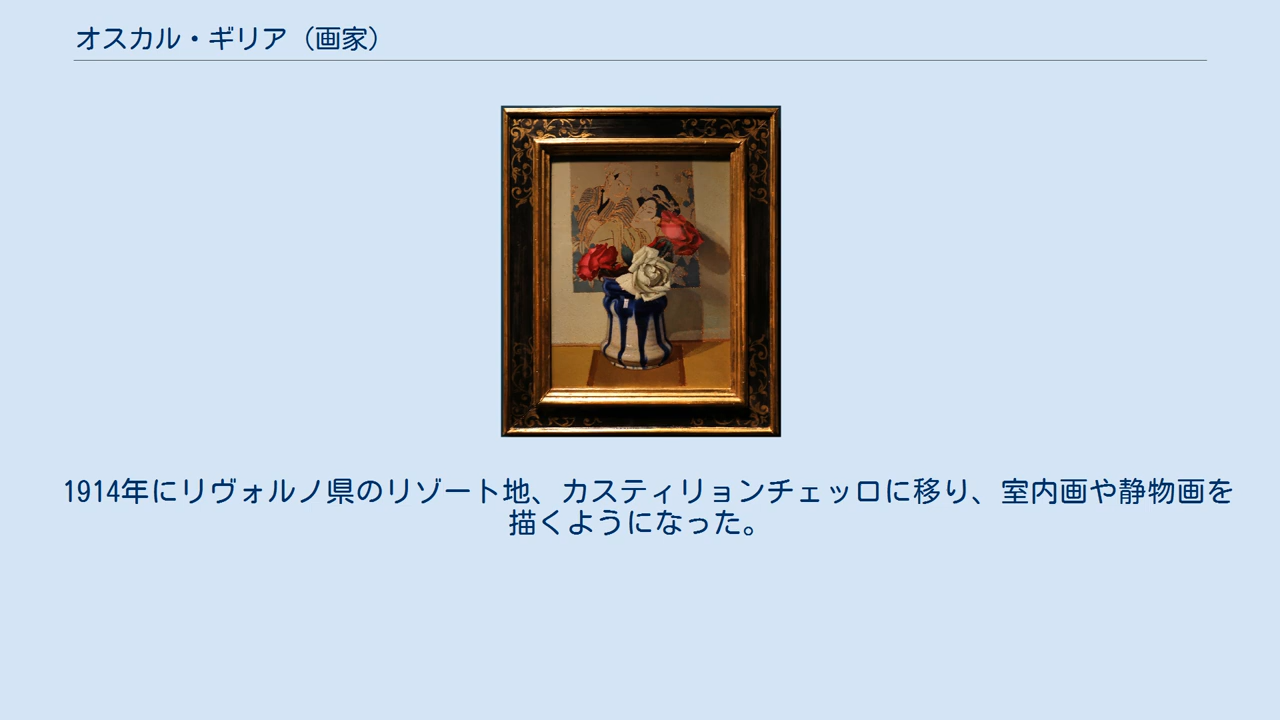 オスカル・ギリア（画家）
1914年にリヴォルノ県のリゾート地、カスティリョンチェッロに移り、室内画や静物画を
描くようになった。